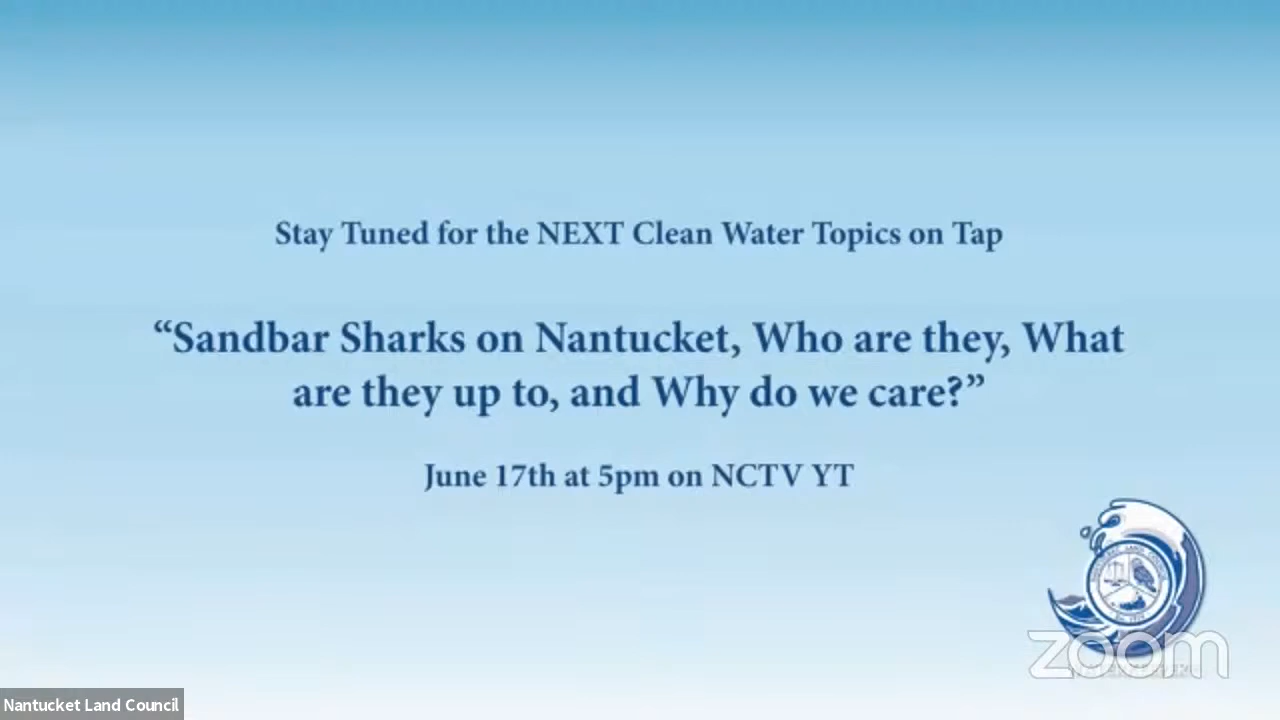 Stay Tuned for the NEXT Clean Water Topics on Tap
“Sandbar Sharks on Nantucket, Who are they, What
are they up to, and Why do we care?”
June 17th at 5pm on NCTV YT
zoom
Nantucket Land Council